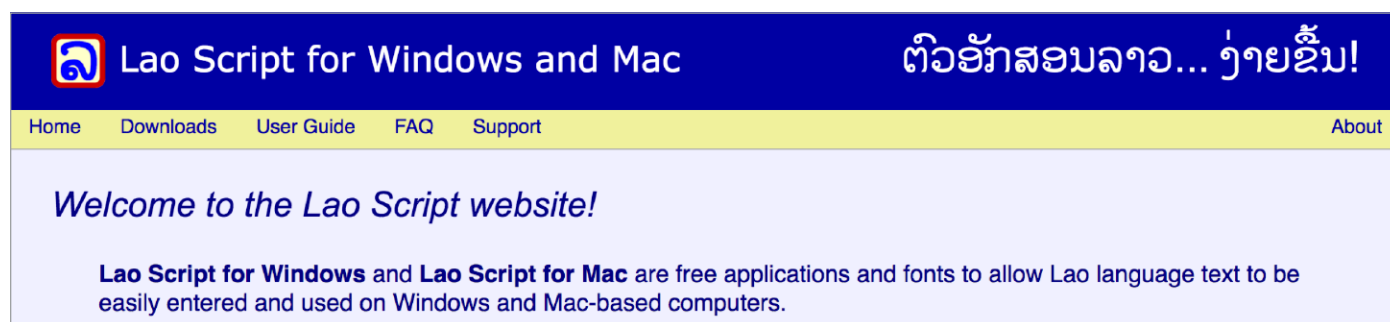 ລ Lao Script for Windows and Mac ຕົວອັກສອນລາວ... ງ່າຍຂຶ້ນ!
Home Downloads User Guide FAQ Support About
Welcome to the Lao Script website!
Lao Script for Windows and Lao Script for Mac are free applications and fonts to allow Lao language text to be
easily entered and used on Windows and Mac-based computers.